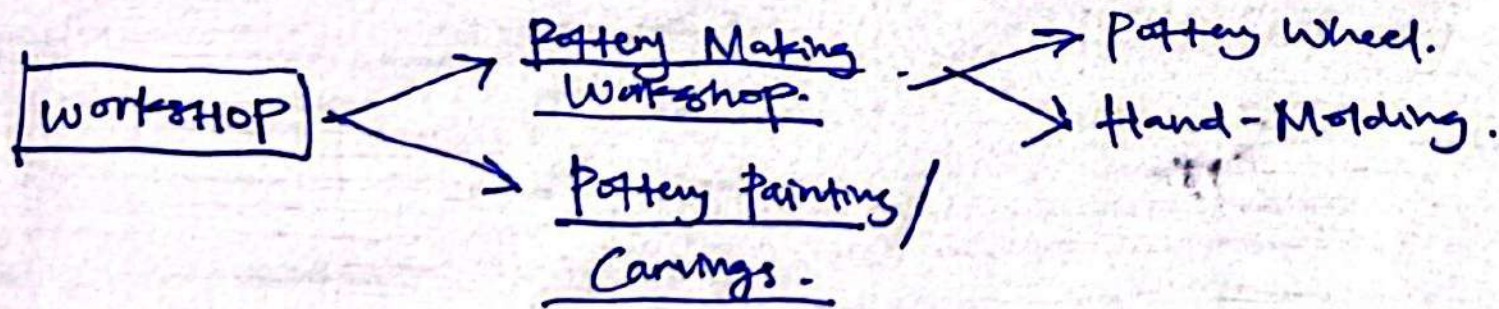 WORKSHOP
Pottery Making
Workshop.
Pottery Painting/
Carvings.
Pottery Wheel.
Hand-Molding.